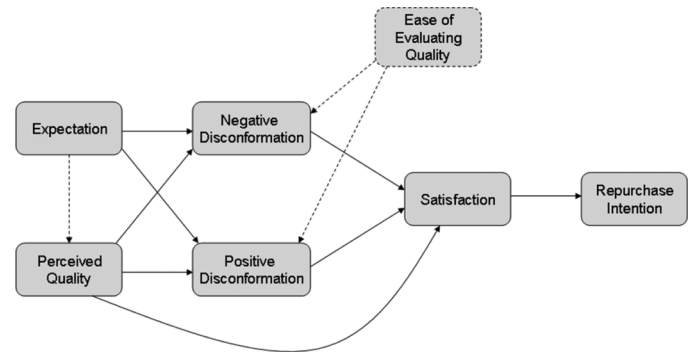 Ease of
Evaluating
Quality
Expectation
Negative
Disconformation
Satisfaction
Repurchase
Intention
Perceived
Quality
Positive
Disconformation